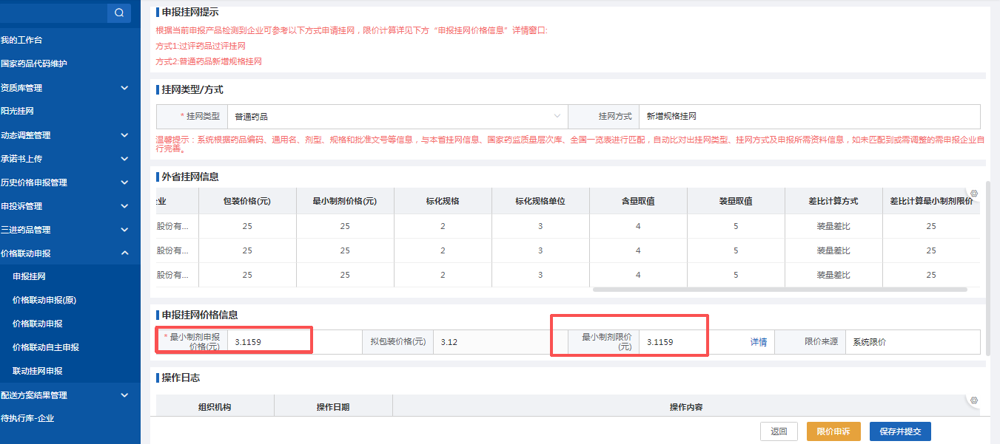 我的工作台
国家药品代码维护
资质库管理
阳光挂网
动态调整管理
承诺书上传
历史价格申报管理
申投诉管理
三进药品管理
价格联动申报
申报挂网
价格联动申报(原)
价格联动申报
价格联动自主申报
联动挂网申报
配送方案结果管理
待执行库-企业
申报挂网提示
根据当前申报产品检测到企业可参考以下方式申请挂网，限价计算详见下方“申报挂网价格信息”详情窗口:
方式1:过评药品过评挂网
方式2:普通药品新增规格挂网
挂网类型/方式
* 挂网类型 普通药品 挂网方式 新增规格挂网
温馨提示：系统根据药品编码、通用名、剂型、规格和批准文号等信息，与本省挂网信息、国家药监质量层次库、全国一览表进行匹配，自动比对出挂网类型、挂网方式及申报所需资料信息，如未匹配到或需调整的需申报企业自
行完善。
外省挂网信息
业 包装价格(元) 最小制剂价格(元) 标化规格 标化规格单位 含量取值 装量取值 差比计算方式 差比计算最小制剂限价
股份有... 25 25 2 3 4 5 装量差比 25
股份有... 25 25 2 3 4 5 装量差比 25
股份有... 25 25 2 3 4 5 装量差比 25
申报挂网价格信息
* 最小制剂申报价格(元) 3.1159 拟包装价格(元) 3.12 最小制剂限价(元) 3.1159 详情 限价来源 系统限价
操作日志
组织机构 操作日期 操作内容
返回 限价申诉 保存并提交